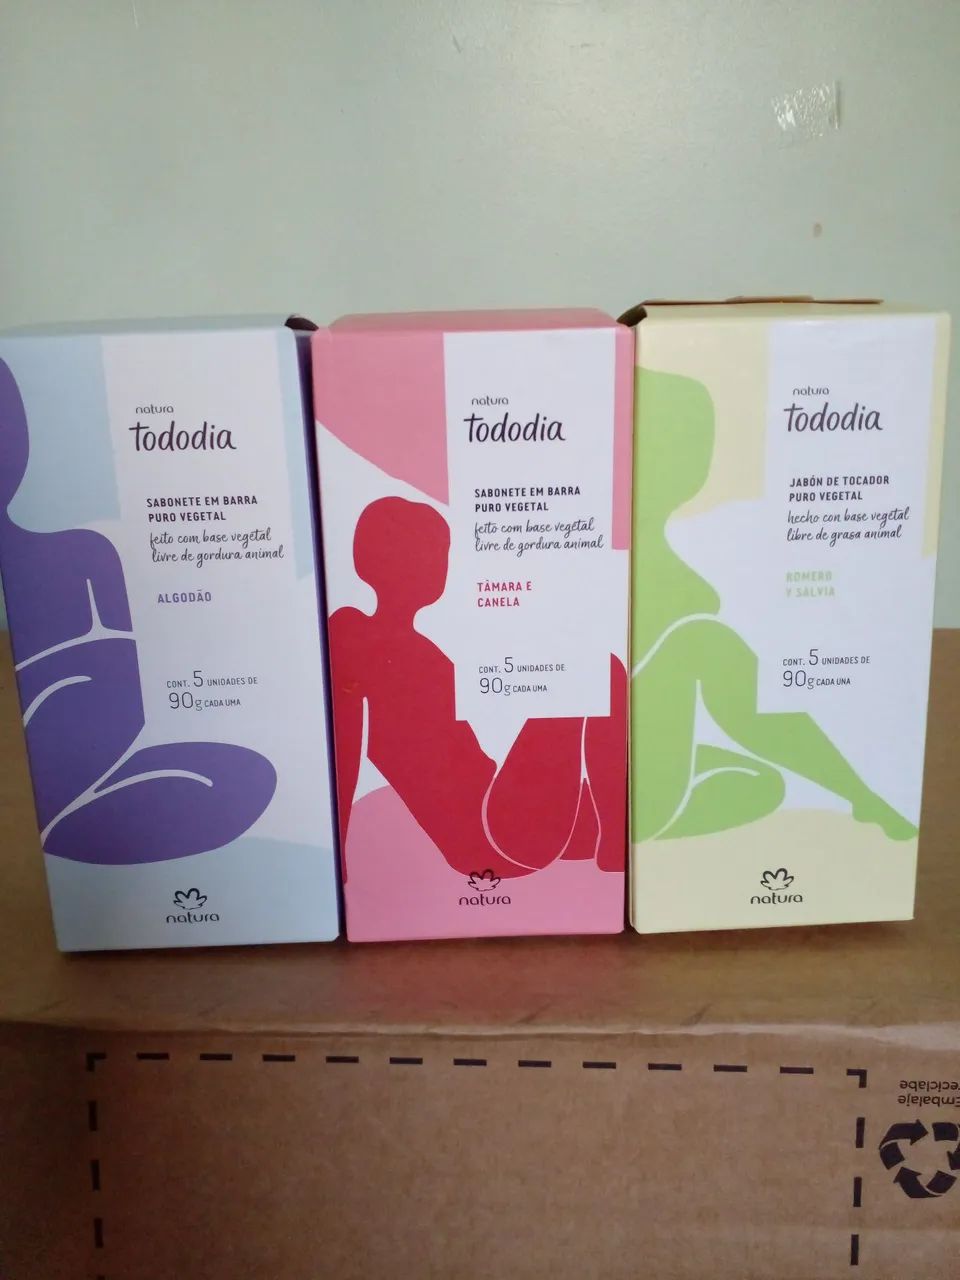 natura
Tododia
SABONETE EM BARRA
PURO VEGETAL
feito com base vegetal
livre de gordura animal
ALGODÃO
CONT. 5 UNIDADES DE
90g CADA UMA
natura
natura
Tododia
SABONETE EM BARRA
PURO VEGETAL
feito com base vegetal
livre de gordura animal
TÂMARA E
CANELA
CONT. 5 UNIDADES DE
90g CADA UMA
natura
natura
Tododia
JABÓN DE TOCADOR
PURO VEGETAL
hecho con base vegetal
libre de grasa animal
ROMERO
Y SALVIA
CONT. 5 UNIDADES DE
90g CADA UNA
natura
Embalaje
reciclabe